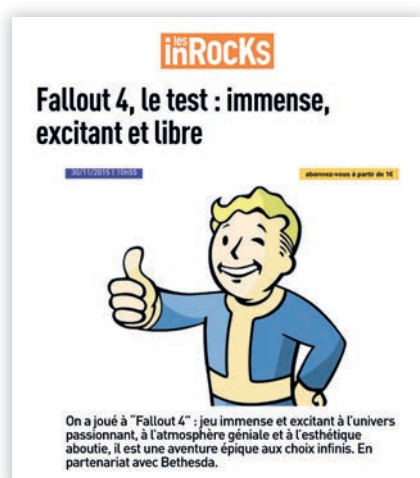 les
inRocKs
Fallout 4, le test : immense,
excitant et libre
30/11/2015 | 10h55
abonnez-vous à partir de 1€
On a joué à "Fallout 4" : jeu immense et excitant à l'univers
passionnant, à l'atmosphère géniale et à l'esthétique
aboutie, il est une aventure épique aux choix infinis. En
partenariat avec Bethesda.